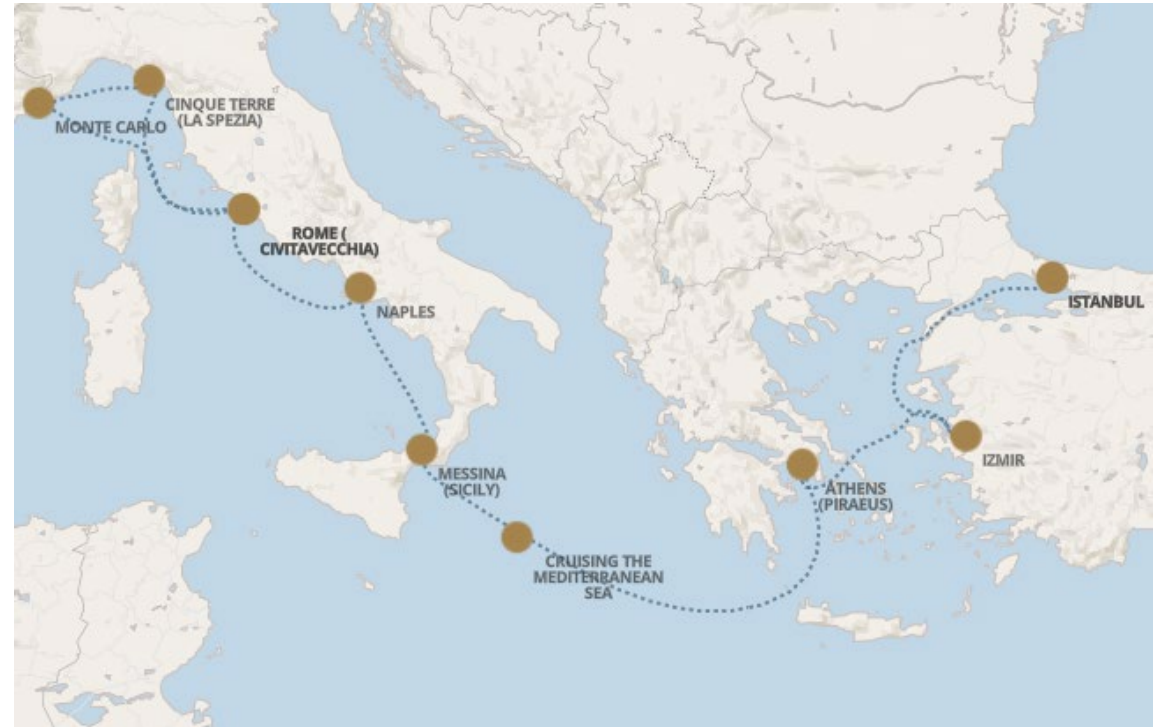 CINQUE TERRE
(LA SPEZIA)
MONTE CARLO
ROME (
CIVITAVECCHIA)
NAPLES
ISTANBUL
MESSINA
(SICILY)
IZMIR
ATHENS
(PIRAEUS)
CRUISING THE
MEDITERRANEAN
SEA